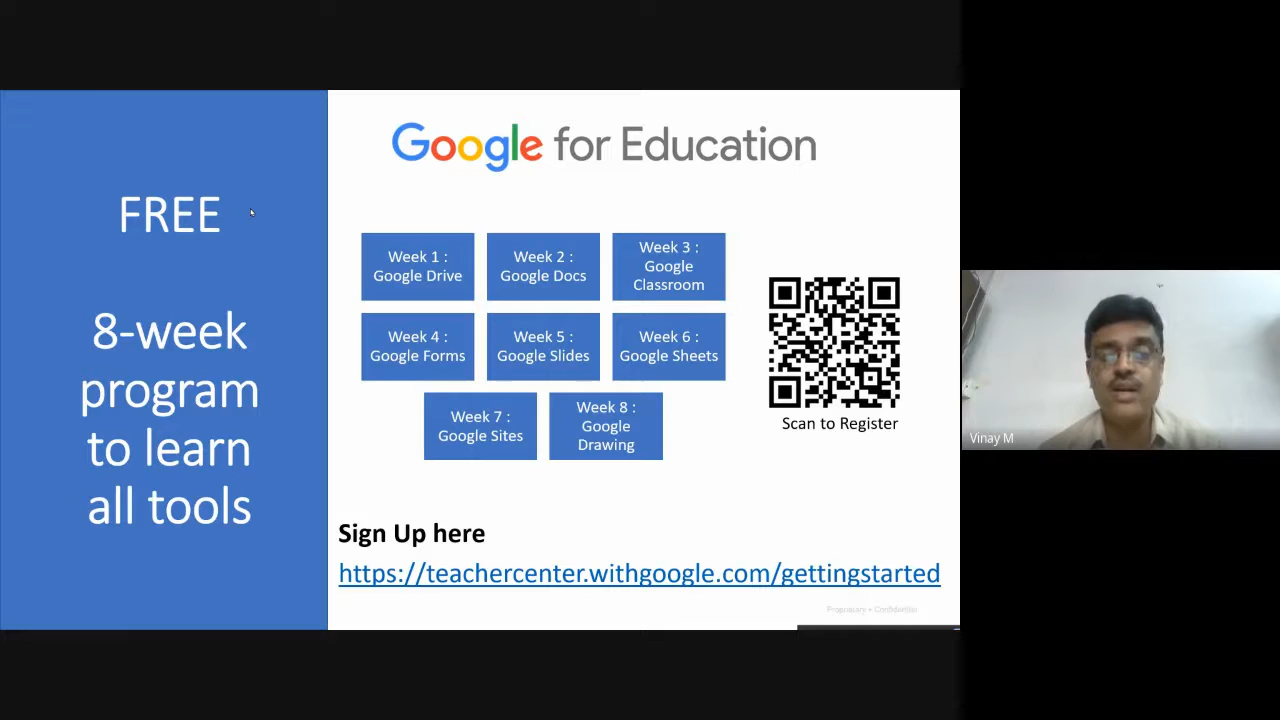 FREE
8-week
program
to learn
all tools
Google for Education
Week 1 :
Google Drive
Week 2 :
Google Docs
Week 3 :
Google
Classroom
Week 4 :
Google Forms
Week 5 :
Google Slides
Week 6 :
Google Sheets
Week 7 :
Google Sites
Week 8 :
Google
Drawing
Scan to Register
Sign Up here
https://teachercenter.withgoogle.com/gettingstarted
Proprietary + Confidential
Vinay M